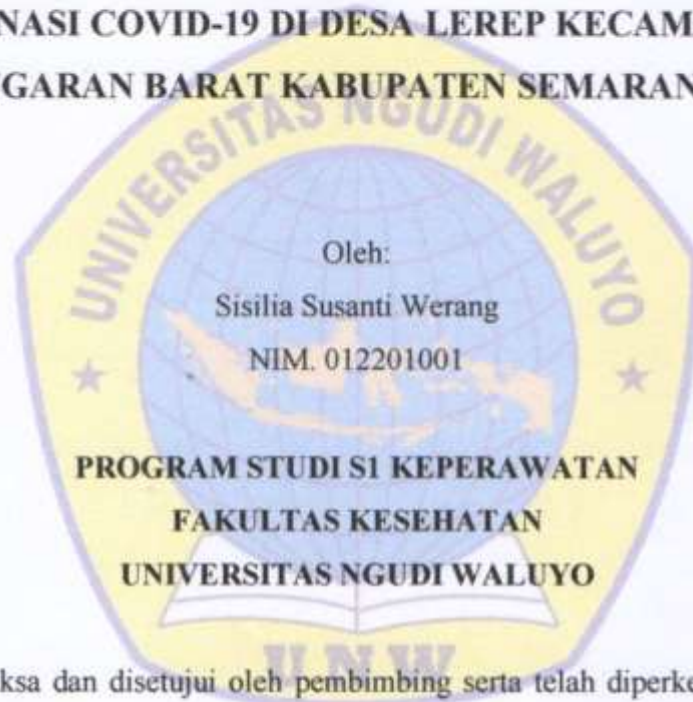 NASI COVID-19 DI DESA LEREP KECAM
GARAN BARAT KABUPATEN SEMARAN
UNIVERSITAS NGUDI WALUYO
Oleh:
Sisilia Susanti Werang
NIM. 012201001
PROGRAM STUDI S1 KEPERAWATAN
FAKULTAS KESEHATAN
UNIVERSITAS NGUDI WALUYO
UNW
ksa dan disetujui oleh pembimbing serta telah diperke